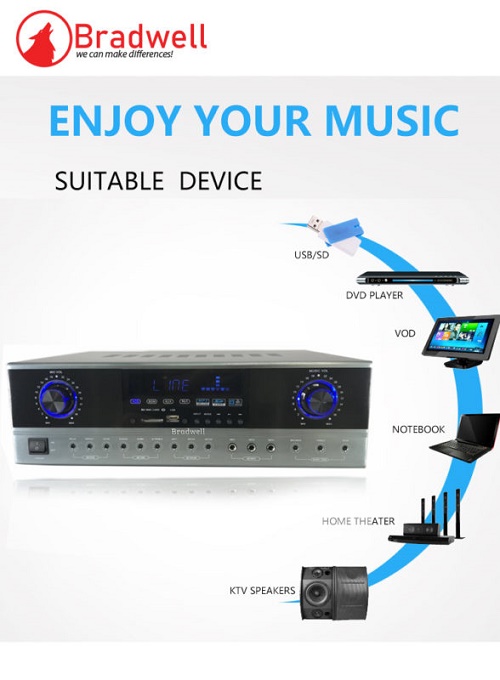 Bradwell
we can make differences!
ENJOY YOUR MUSIC
SUITABLE DEVICE
USB/SD
DVD PLAYER
VOD
NOTEBOOK
HOME THEATER
KTV SPEAKERS
LINE
Bradwell